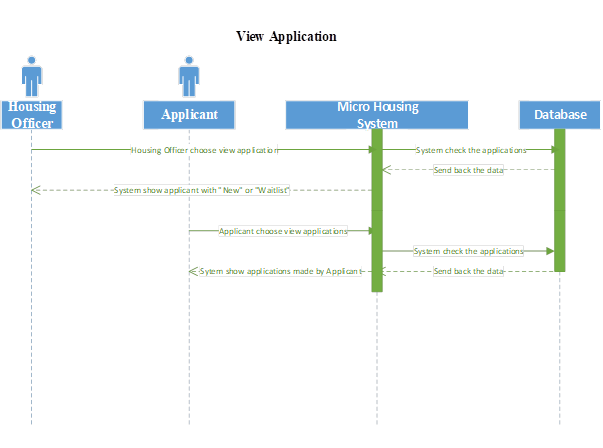 View Application
Housing
Officer
Applicant
Micro Housing
System
Database
Housing Officer choose view application
System check the applications
Send back the data
System show applicant with "New" or "Waitlist"
Applicant choose view applications
System check the applications
Sytem show applications made by Applicant
Send back the data